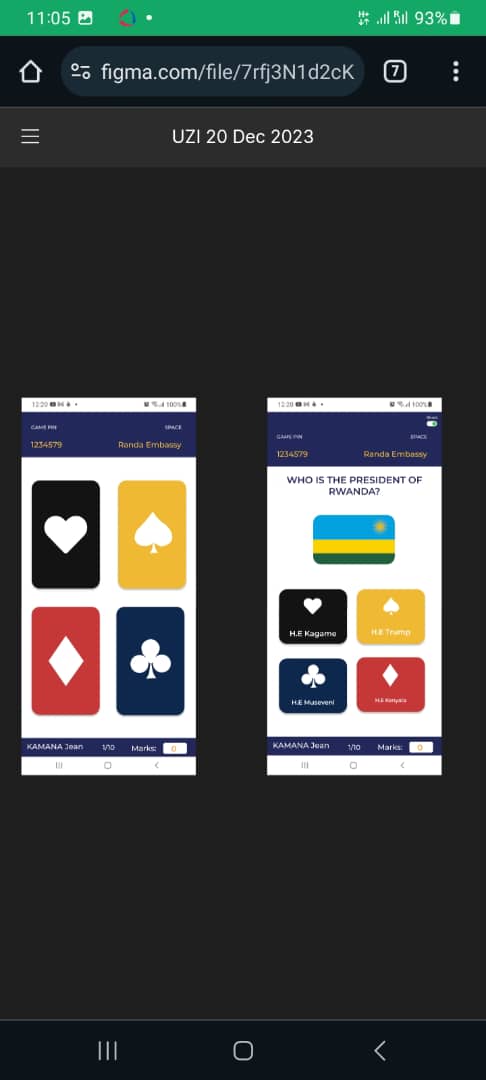 11:05
93%
figma.com/file/7rfj3N1d2cK
7
UZI 20 Dec 2023
12:20
100%
GAME PIN
SPACE
1234579
Randa Embassy
KAMANA Jean
1/10
Marks:
0
12:20
100%
GAME PIN
SPACE
1234579
Randa Embassy
WHO IS THE PRESIDENT OF
RWANDA?
H.E Kagame
H.E Trump
H.E Museveni
H.E Kenyata
KAMANA Jean
1/10
Marks:
0